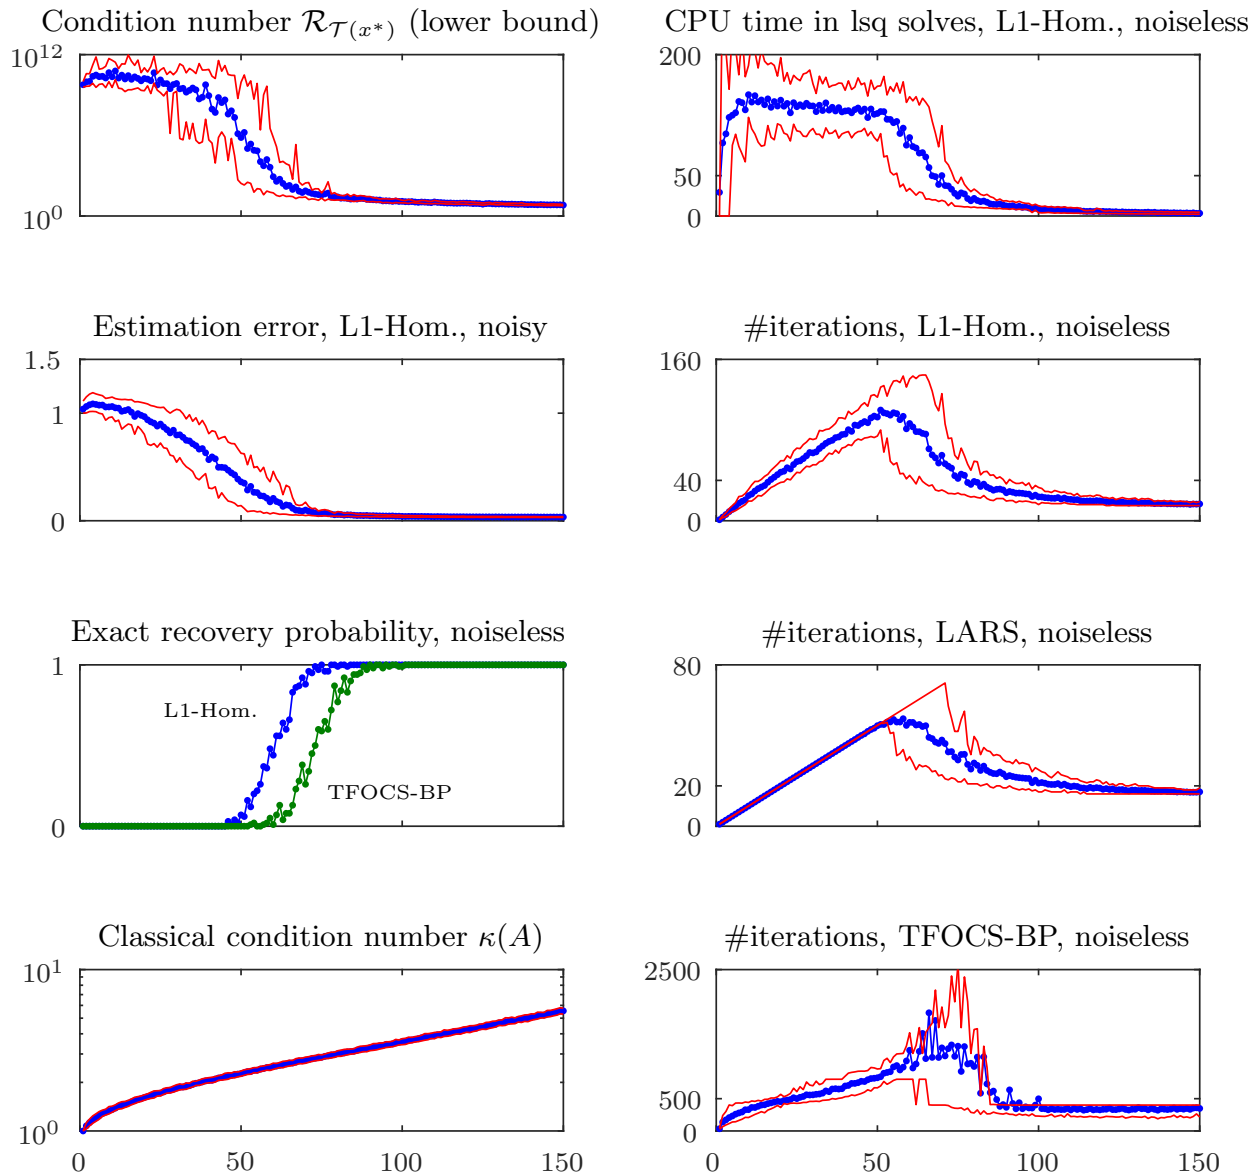 Condition number $\mathcal{R}_{\mathcal{T}(x^*)}$ (lower bound)
10^12
10^0
CPU time in lsq solves, L1-Hom., noiseless
200
50
0
Estimation error, L1-Hom., noisy
1.5
1
0
#iterations, L1-Hom., noiseless
160
40
0
Exact recovery probability, noiseless
1
L1-Hom.
TFOCS-BP
0
#iterations, LARS, noiseless
80
20
0
Classical condition number κ(A)
10^1
10^0
0 50 100 150
#iterations, TFOCS-BP, noiseless
2500
500
0
0 50 100 150